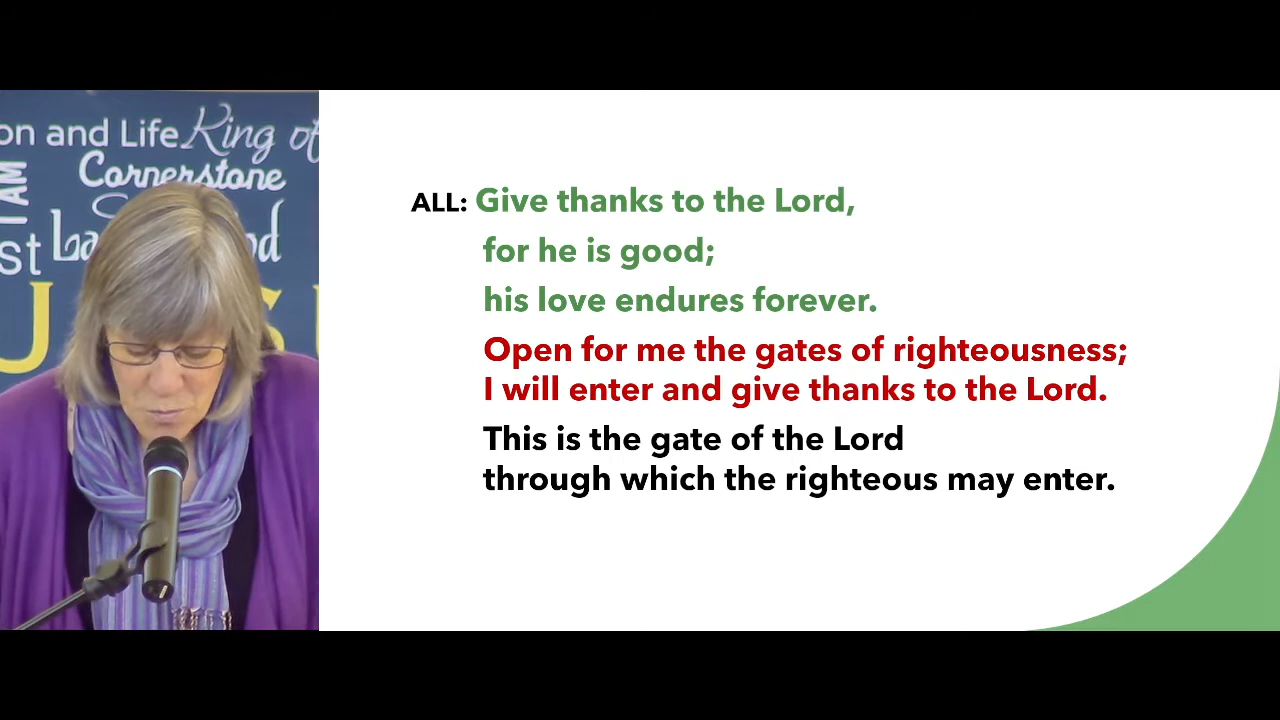 on and Life King of
Cornerstone
I AM
st
ALL: Give thanks to the Lord,
for he is good;
his love endures forever.
Open for me the gates of righteousness;
I will enter and give thanks to the Lord.
This is the gate of the Lord
through which the righteous may enter.